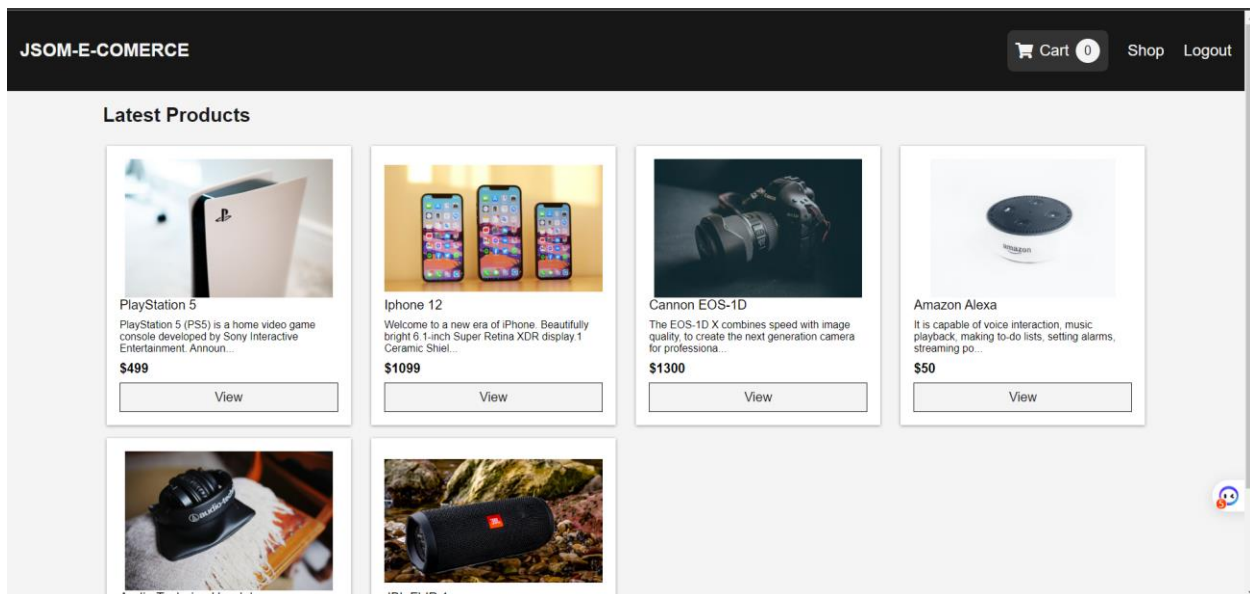 JSOM-E-COMERCE
Cart 0
Shop
Logout
Latest Products
PlayStation 5
PlayStation 5 (PS5) is a home video game
console developed by Sony Interactive
Entertainment. Announ...
$499
View
Iphone 12
Welcome to a new era of iPhone. Beautifully
bright 6.1-inch Super Retina XDR display.1
Ceramic Shiel...
$1099
View
Cannon EOS-1D
The EOS-1D X combines speed with image
quality, to create the next generation camera
for professiona...
$1300
View
amazon
Amazon Alexa
It is capable of voice interaction, music
playback, making to-do lists, setting alarms,
streaming po...
$50
View
audio-techn
JBL